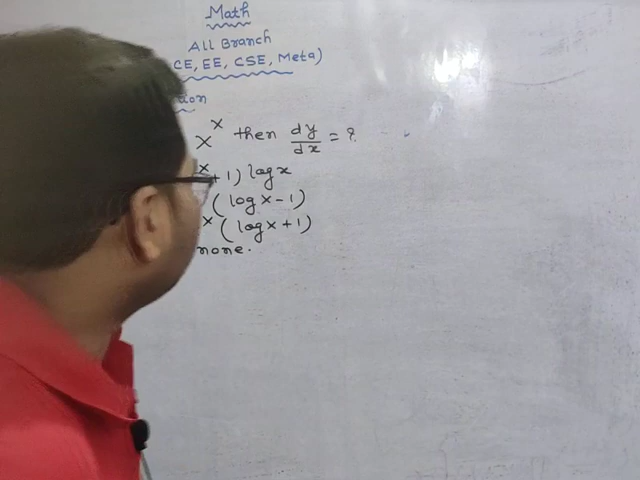 Math
All Branch
CE, EE, CSE, Meta)
x^x then dy/dx = ?
+1) log x
(log x - 1)
x (log x + 1)
none.